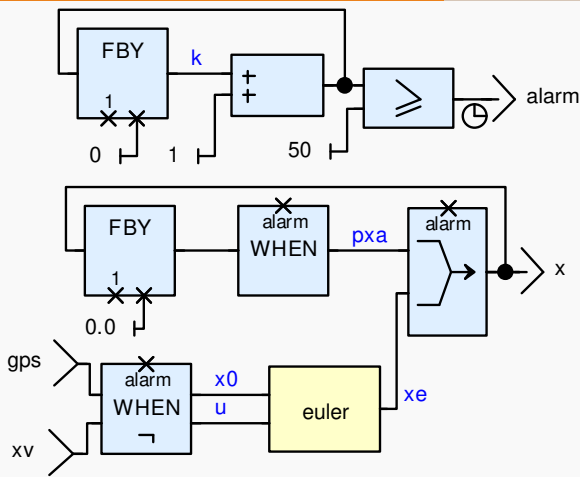 FBY
k
+
+
1
0
1
50
≥
alarm
FBY
alarm
WHEN
pxa
alarm
1
0.0
x
gps
alarm
WHEN
¬
x0
u
euler
xe
xv